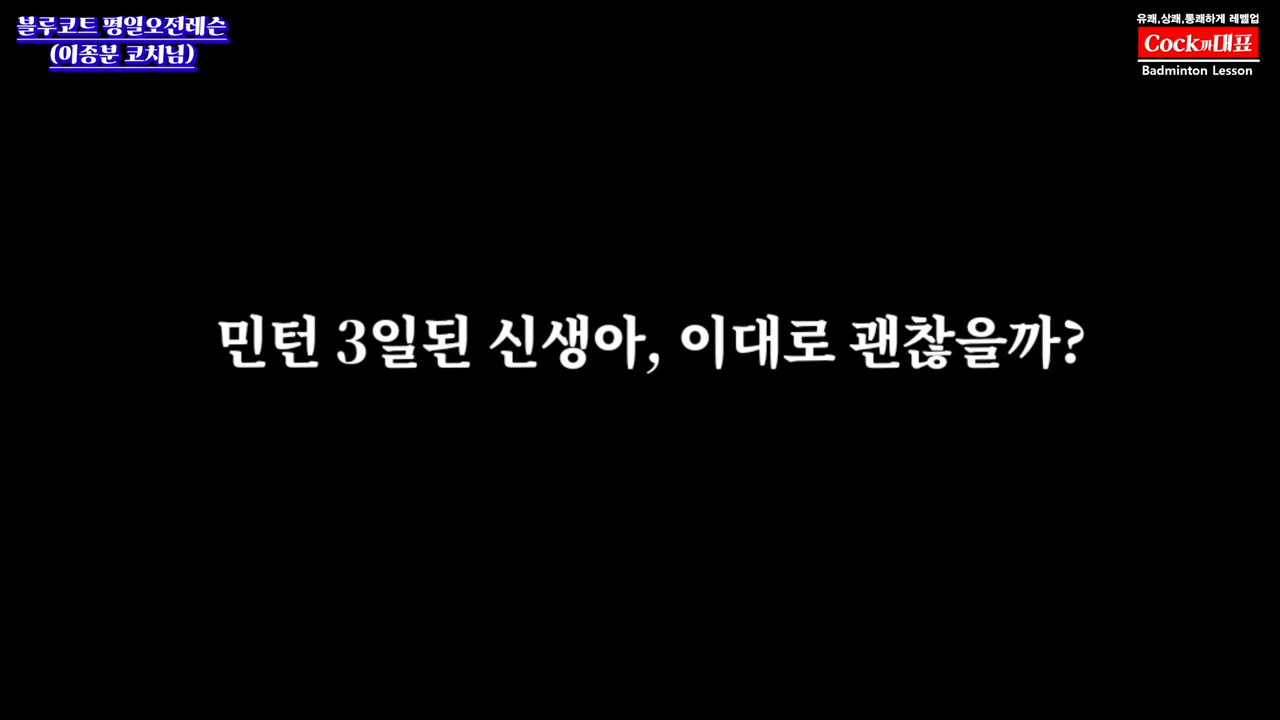 블루코트 평일오전레슨
(이종분 코치님)
유쾌,상쾌,통쾌하게 레벨업
Cock까대표
Badminton Lesson
민턴 3일된 신생아, 이대로 괜찮을까?